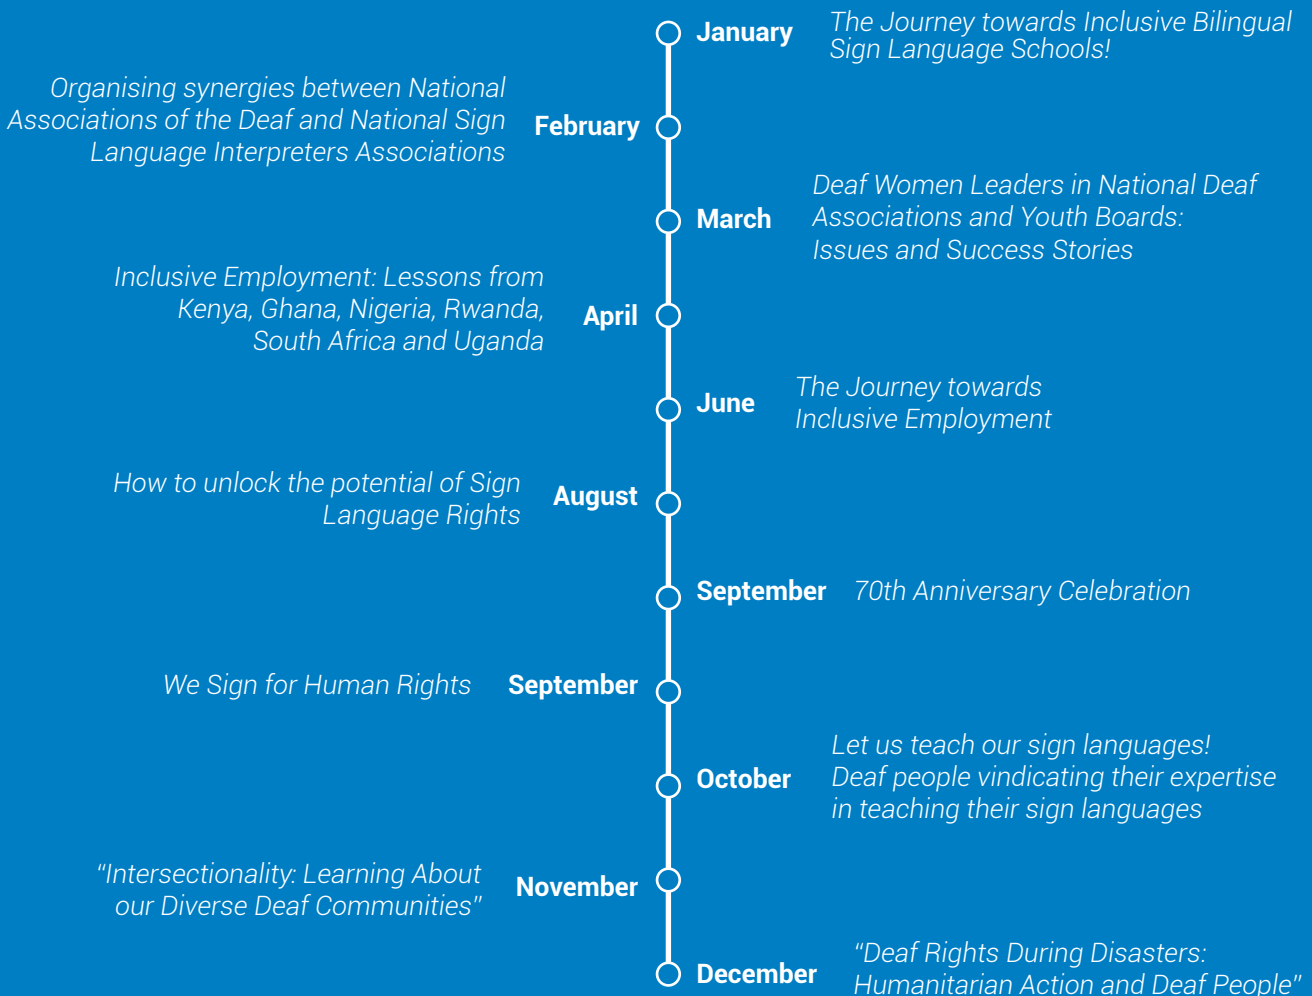 January
The Journey towards Inclusive Bilingual
Sign Language Schools!
Organising synergies between National
Associations of the Deaf and National Sign
Language Interpreters Associations
February
March
Deaf Women Leaders in National Deaf
Associations and Youth Boards:
Issues and Success Stories
Inclusive Employment: Lessons from
Kenya, Ghana, Nigeria, Rwanda,
South Africa and Uganda
April
June
The Journey towards
Inclusive Employment
How to unlock the potential of Sign
Language Rights
August
September
70th Anniversary Celebration
We Sign for Human Rights
September
October
Let us teach our sign languages!
Deaf people vindicating their expertise
in teaching their sign languages
"Intersectionality: Learning About
our Diverse Deaf Communities"
November
December
"Deaf Rights During Disasters:
Humanitarian Action and Deaf People"